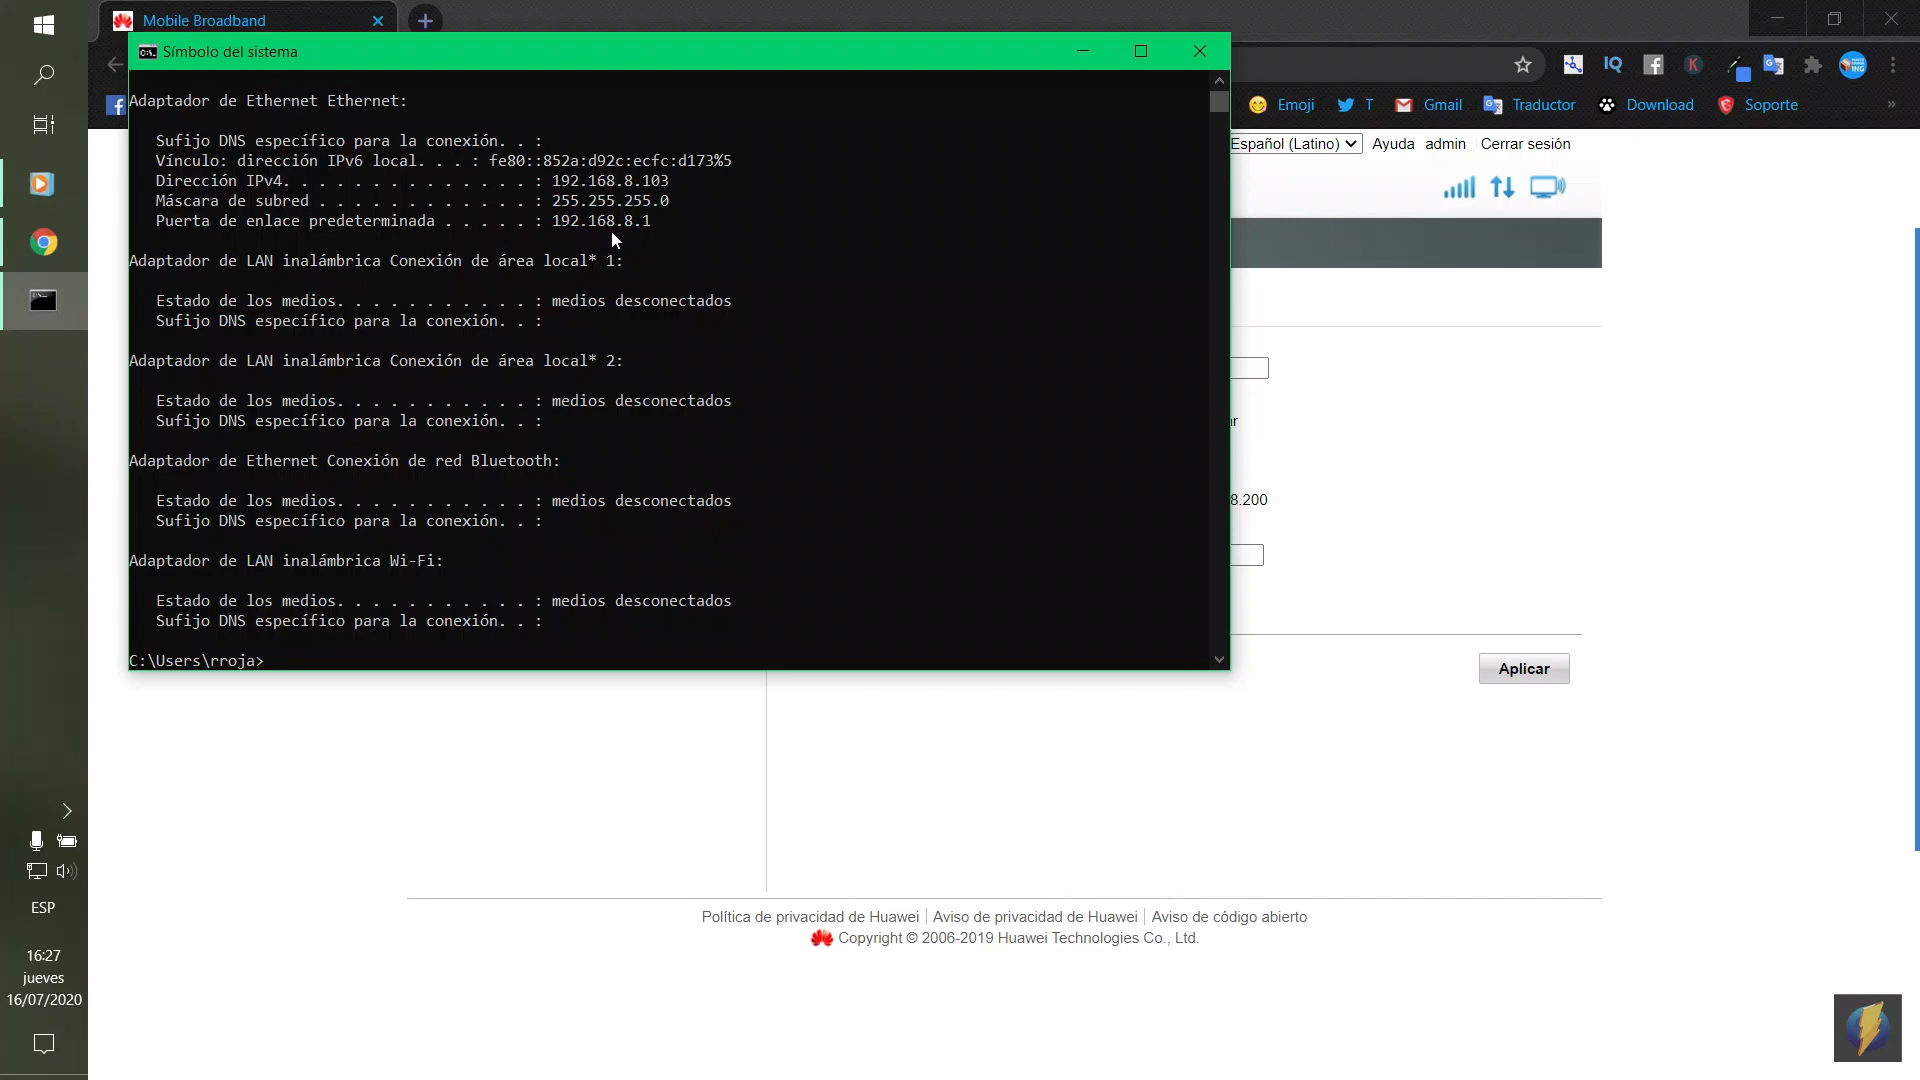 Mobile Broadband
Símbolo del sistema
Adaptador de Ethernet Ethernet:
Sufijo DNS específico para la conexión. . :
Vínculo: dirección IPv6 local. . . : fe80::852a:d92c:ecfc:d173%5
Dirección IPv4. . . . . . . . . . . . . . : 192.168.8.103
Máscara de subred . . . . . . . . . . . . : 255.255.255.0
Puerta de enlace predeterminada . . . . . : 192.168.8.1
Adaptador de LAN inalámbrica Conexión de área local* 1:
Estado de los medios. . . . . . . . . . . : medios desconectados
Sufijo DNS específico para la conexión. . :
Adaptador de LAN inalámbrica Conexión de área local* 2:
Estado de los medios. . . . . . . . . . . : medios desconectados
Sufijo DNS específico para la conexión. . :
Adaptador de Ethernet Conexión de red Bluetooth:
Estado de los medios. . . . . . . . . . . : medios desconectados
Sufijo DNS específico para la conexión. . :
Adaptador de LAN inalámbrica Wi-Fi:
Estado de los medios. . . . . . . . . . . : medios desconectados
Sufijo DNS específico para la conexión. . :
C:\Users\rroja>
IQ K
Emoji T Gmail Traductor Download Soporte »
Español (Latino) Ayuda admin Cerrar sesión
8.200
Aplicar
Política de privacidad de Huawei | Aviso de privacidad de Huawei | Aviso de código abierto
Copyright © 2006-2019 Huawei Technologies Co., Ltd.
ESP
16:27
jueves
16/07/2020